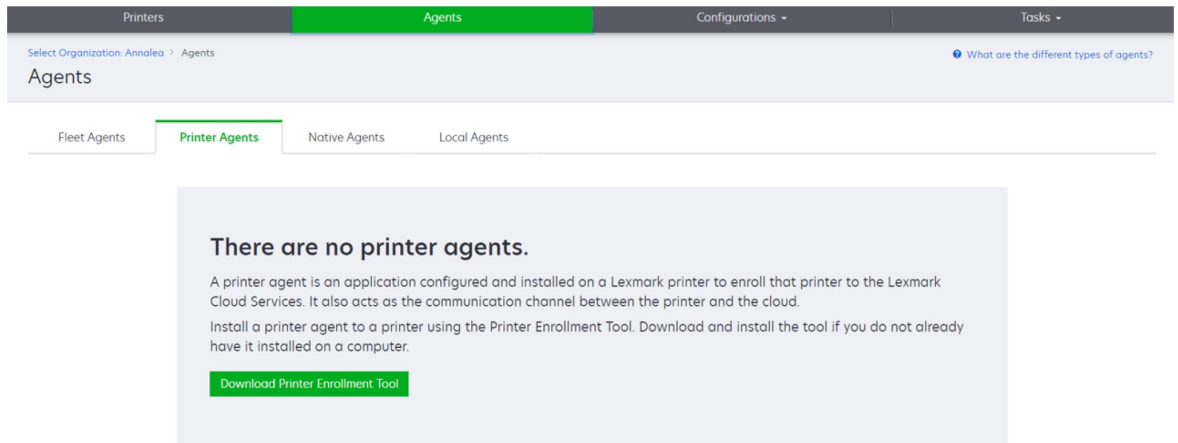 Printers
Agents
Configurations
Tasks
Select Organization: Annalea > Agents
What are the different types of agents?
Agents
Fleet Agents
Printer Agents
Native Agents
Local Agents
There are no printer agents.
A printer agent is an application configured and installed on a Lexmark printer to enroll that printer to the Lexmark
Cloud Services. It also acts as the communication channel between the printer and the cloud.
Install a printer agent to a printer using the Printer Enrollment Tool. Download and install the tool if you do not already
have it installed on a computer.
Download Printer Enrollment Tool